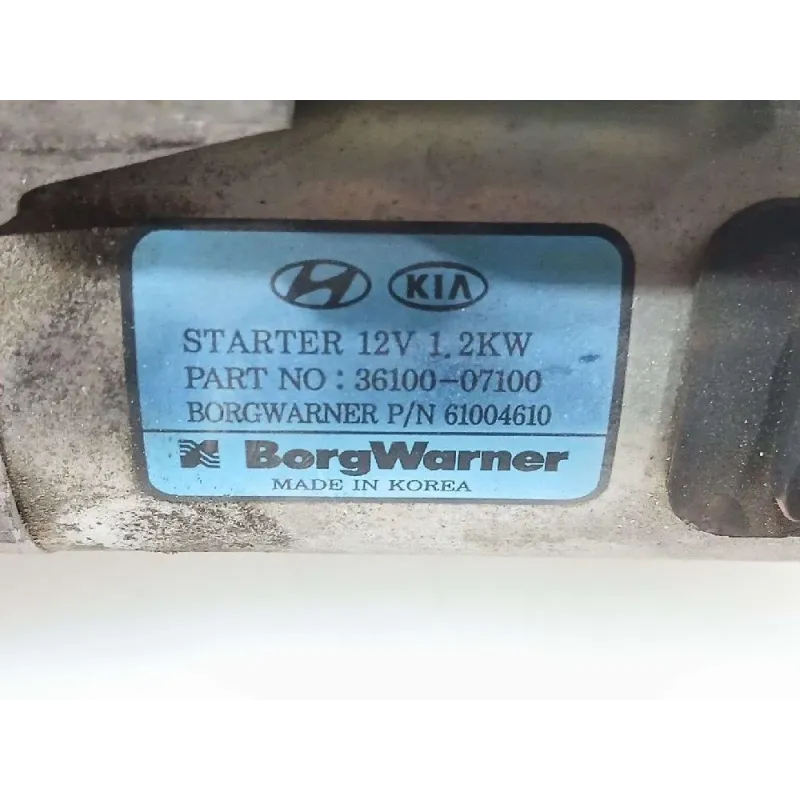 KIA
STARTER 12V 1.2KW
PART NO : 36100-07100
BORGWARNER P/N 61004610
BorgWarner
MADE IN KOREA